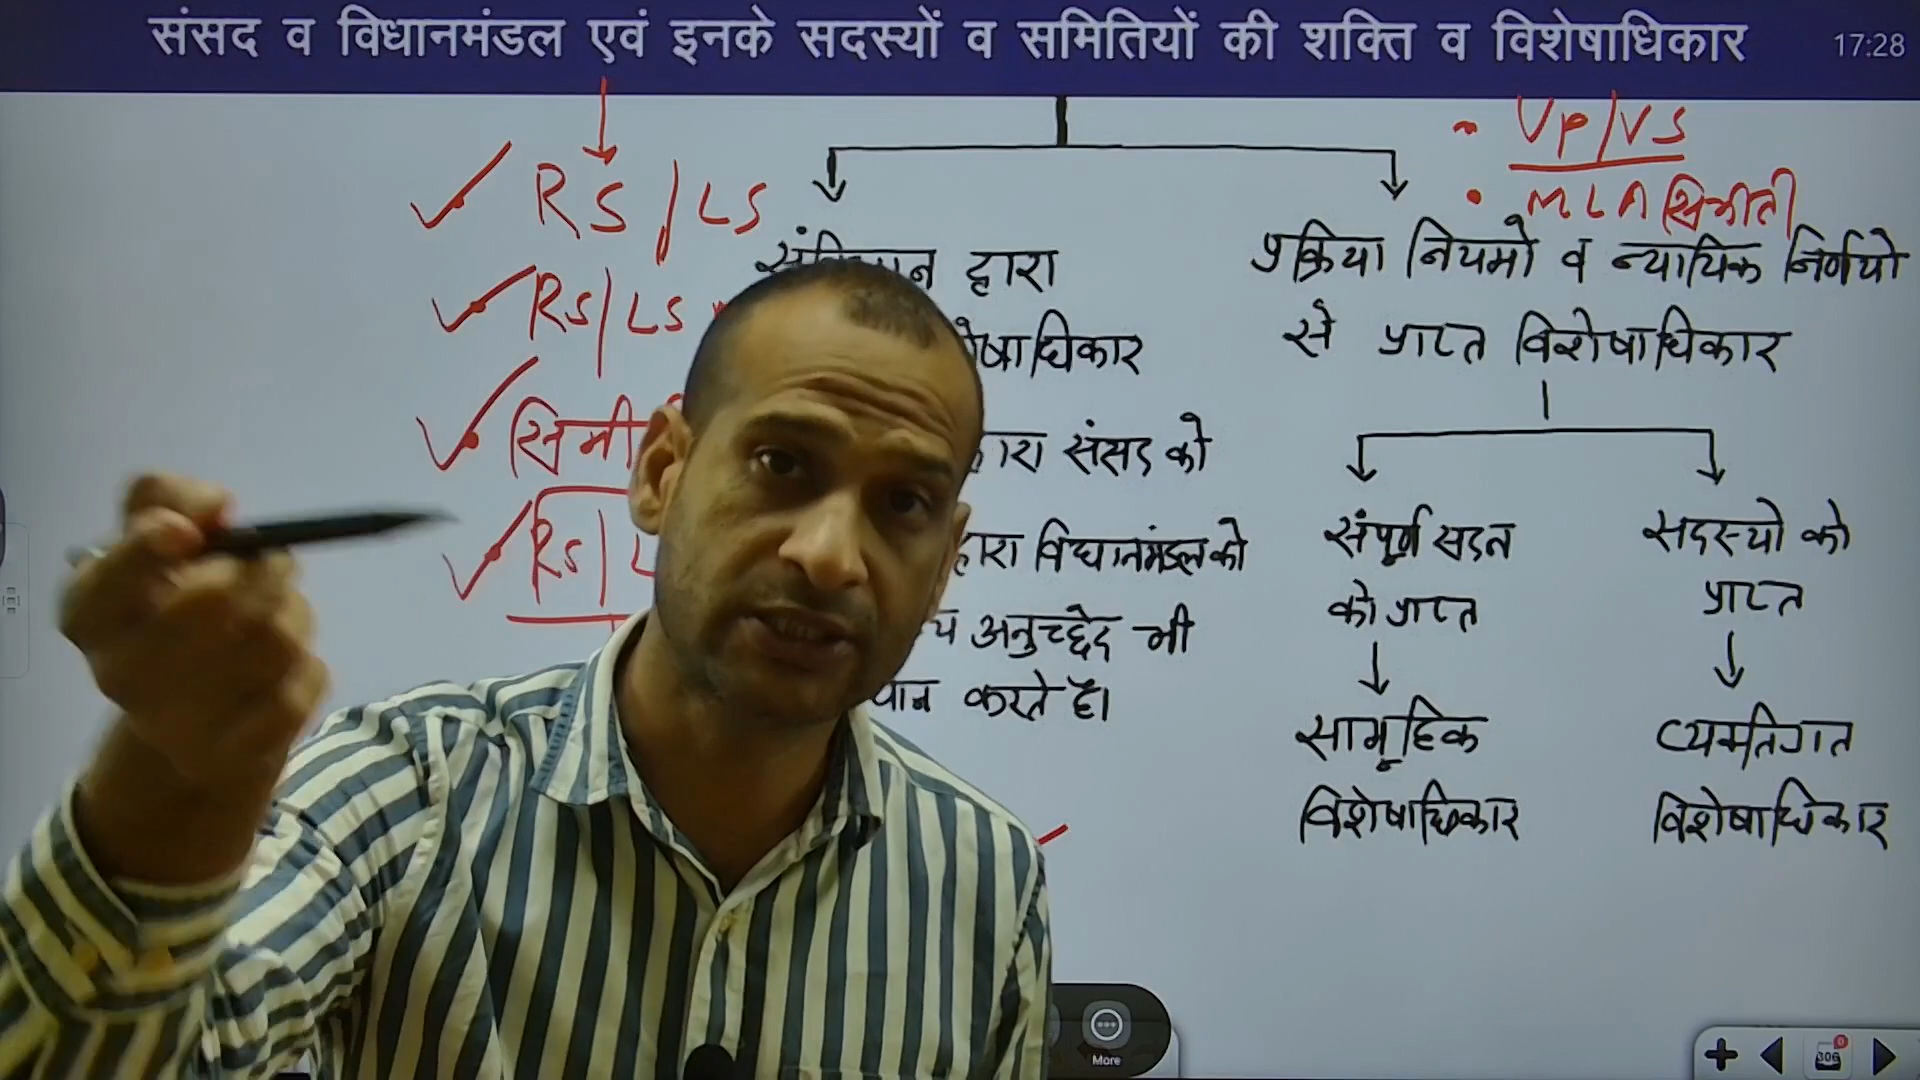 संसद व विधानमंडल एवं इनके सदस्यों व समितियों की शक्ति व विशेषाधिकार
17:28
VP/VS
MLA समिती
RS/LS
RS/LS
द्वारा
प्रक्रिया नियमो व न्यायिक निर्णयो
से प्राप्त विशेषाधिकार
संसद को
RS
विधानमंडल को
अनुच्छेद भी
करते है।
संपूर्ण सदन
को प्राप्त
सदस्यो को
प्राप्त
सामूहिक
विशेषाधिकार
व्यक्तिगत
विशेषाधिकार
More
306